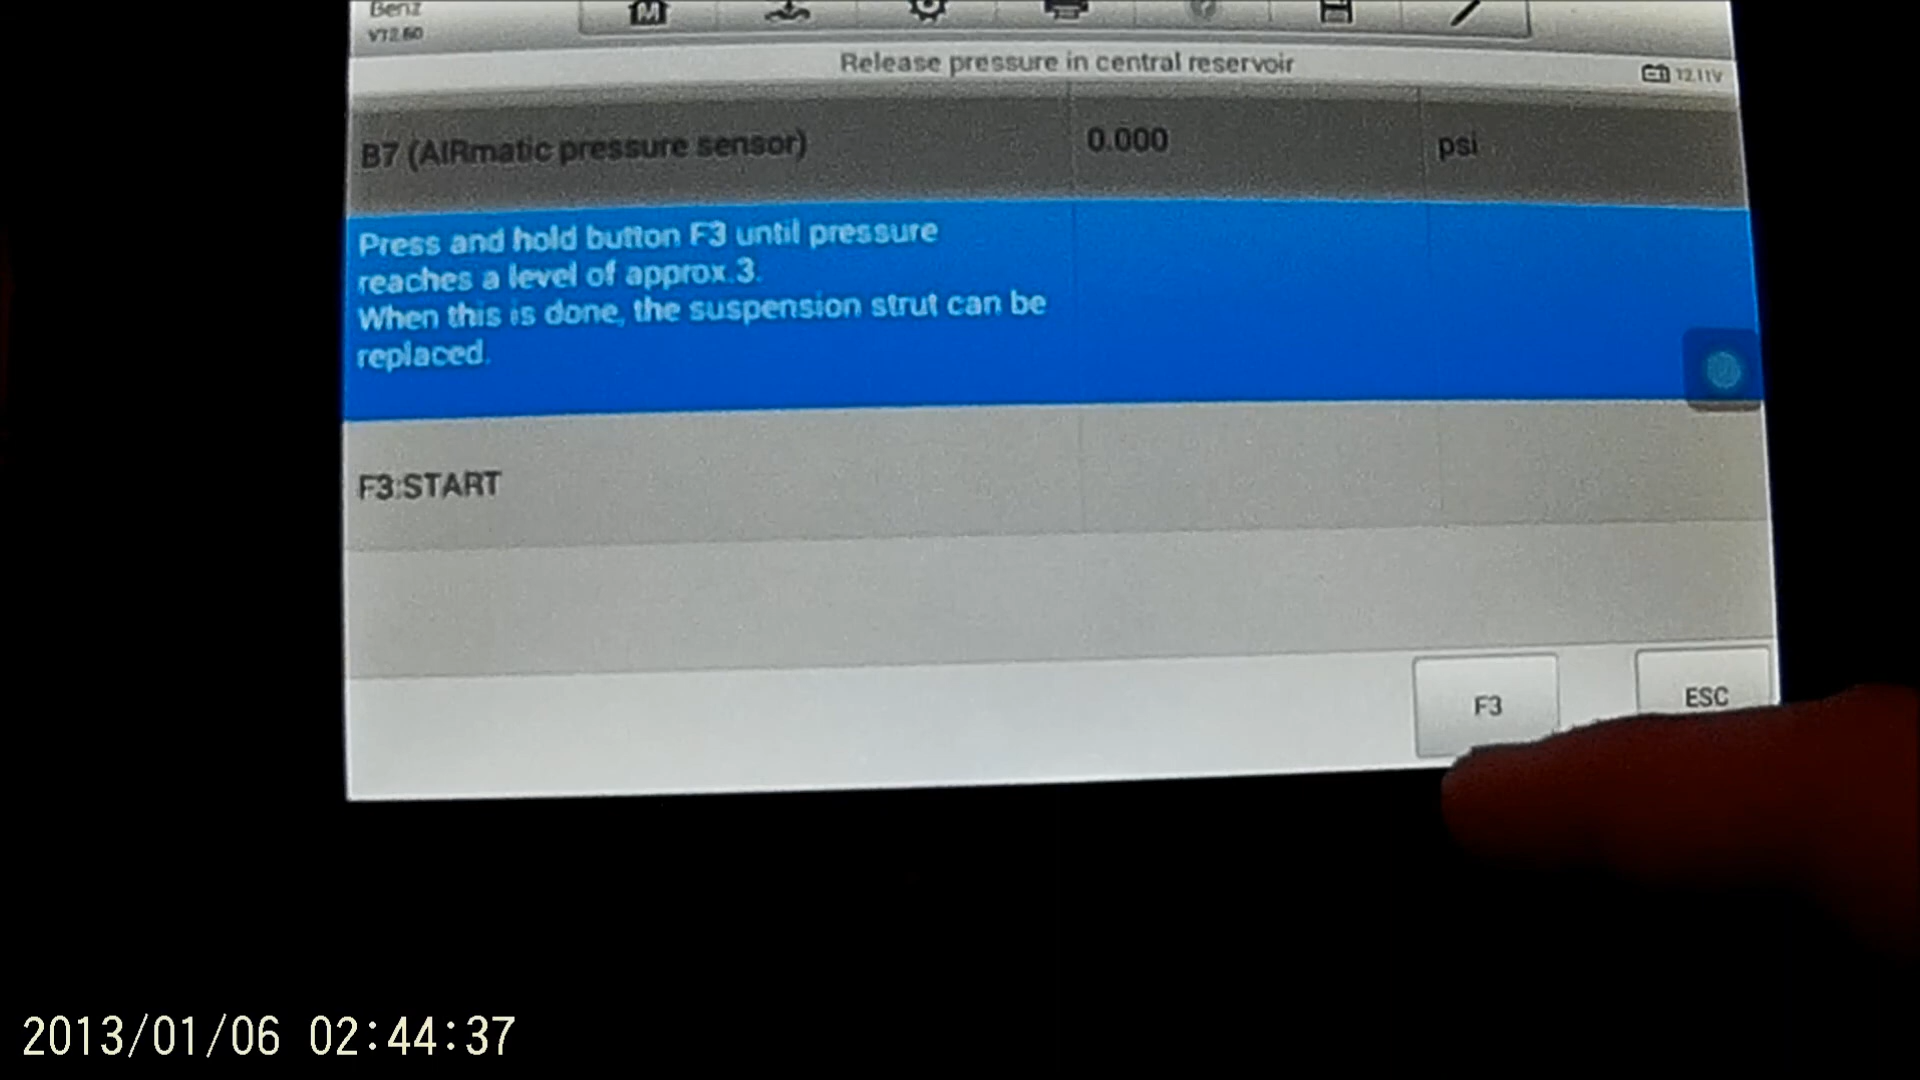 Benz
V12.60
Release pressure in central reservoir
12.11V
B7 (AIRmatic pressure sensor)
0.000
psi
Press and hold button F3 until pressure
reaches a level of approx.3.
When this is done, the suspension strut can be
replaced.
F3:START
F3
ESC
2013/01/06 02:44:37